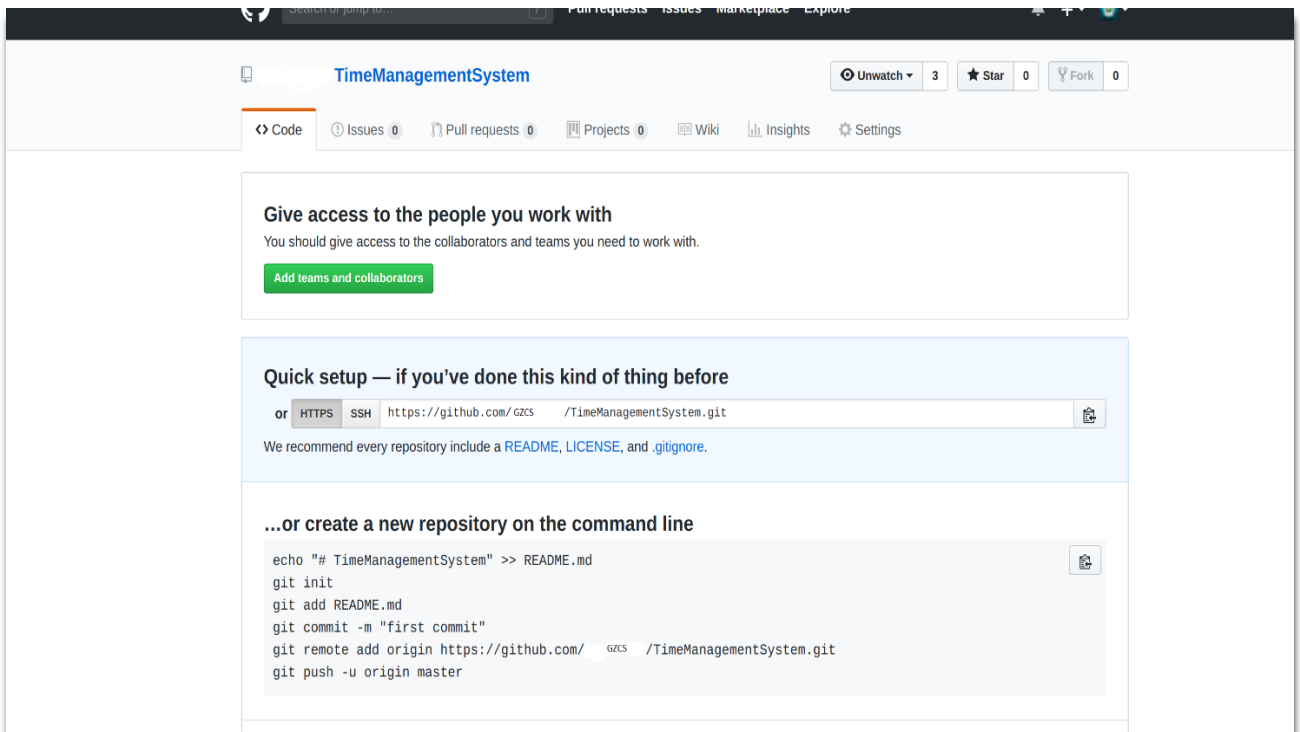 Search or jump to...
/
Pull requests Issues Marketplace Explore
TimeManagementSystem
Unwatch 3
Star 0
Fork 0
<> Code
Issues 0
Pull requests 0
Projects 0
Wiki
Insights
Settings
Give access to the people you work with
You should give access to the collaborators and teams you need to work with.
Add teams and collaborators
Quick setup — if you’ve done this kind of thing before
or HTTPS SSH https://github.com/ GZCS /TimeManagementSystem.git
We recommend every repository include a README, LICENSE, and .gitignore.
…or create a new repository on the command line
echo "# TimeManagementSystem" >> README.md
git init
git add README.md
git commit -m "first commit"
git remote add origin https://github.com/ GZCS /TimeManagementSystem.git
git push -u origin master